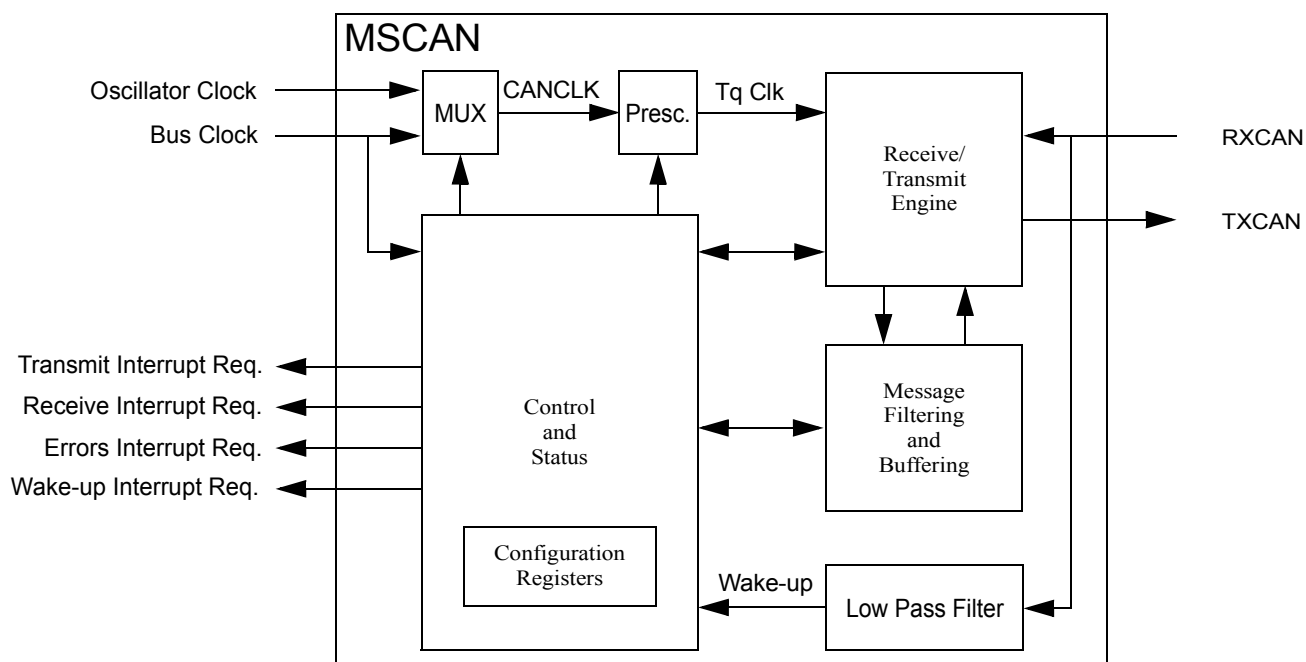 MSCAN
Oscillator Clock
Bus Clock
MUX
CANCLK
Presc.
Tq Clk
Receive/
Transmit
Engine
RXCAN
TXCAN
Transmit Interrupt Req.
Receive Interrupt Req.
Errors Interrupt Req.
Wake-up Interrupt Req.
Control
and
Status
Message
Filtering
and
Buffering
Configuration
Registers
Wake-up
Low Pass Filter